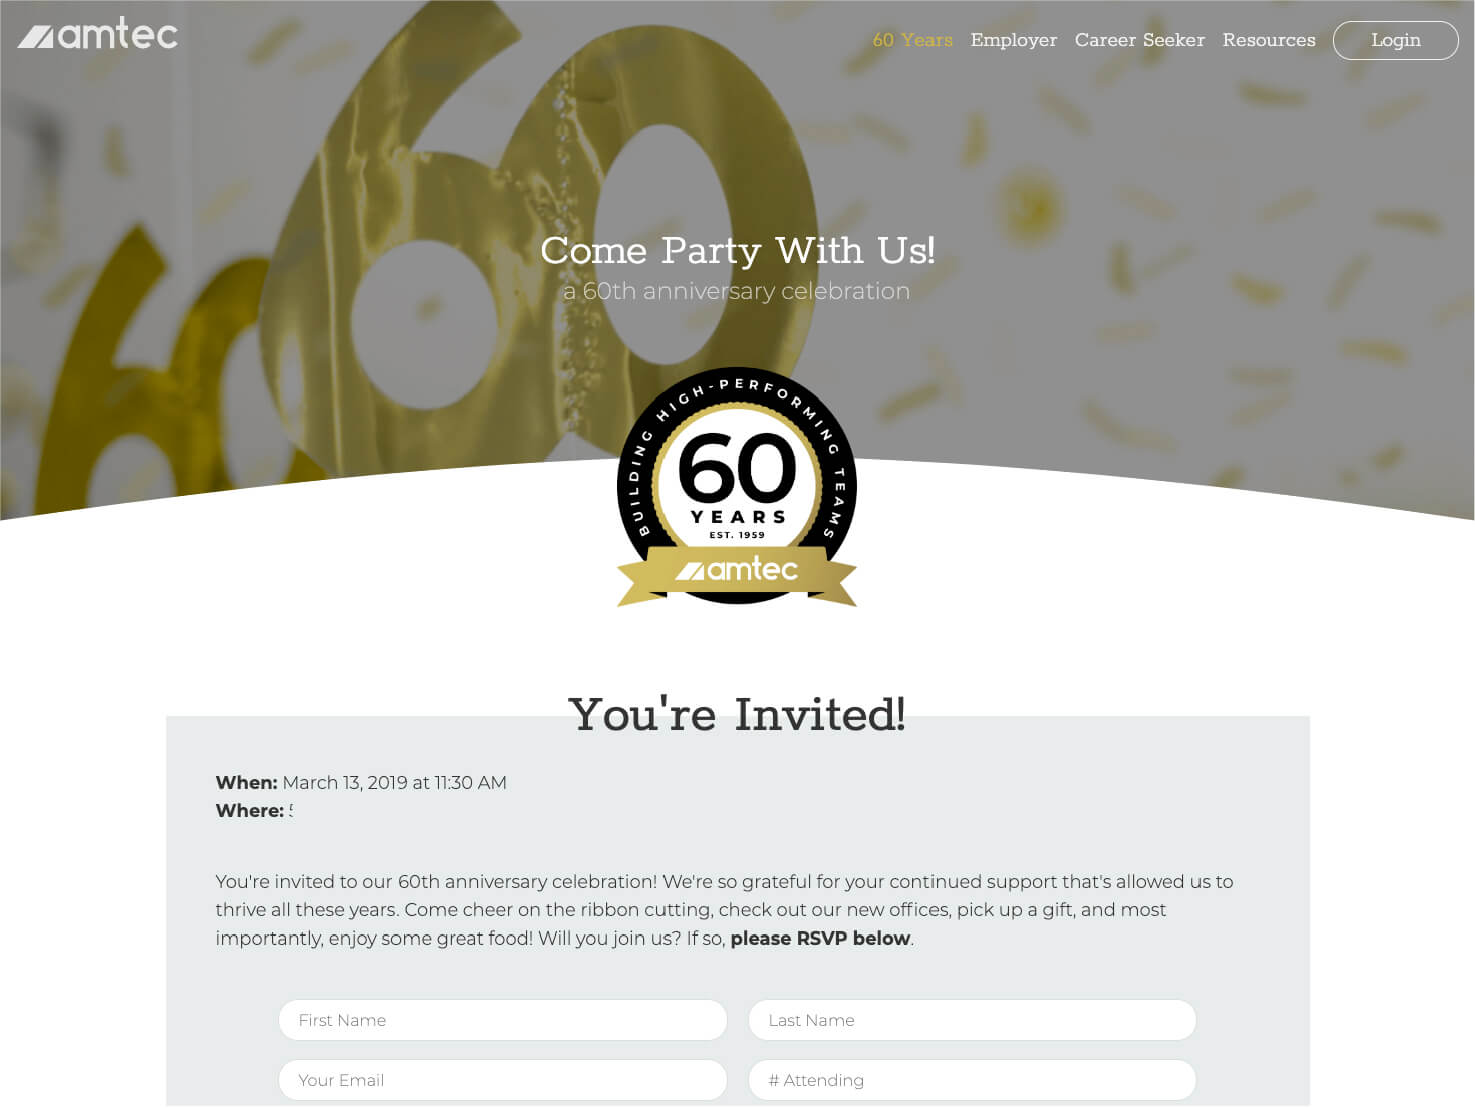 amtec
60 Years Employer Career Seeker Resources Login
Come Party With Us!
a 60th anniversary celebration
BUILDING HIGH-PERFORMING TEAMS
60
YEARS
EST. 1959
amtec
You're Invited!
When: March 13, 2019 at 11:30 AM
Where:
You're invited to our 60th anniversary celebration! We're so grateful for your continued support that's allowed us to
thrive all these years. Come cheer on the ribbon cutting, check out our new offices, pick up a gift, and most
importantly, enjoy some great food! Will you join us? If so, please RSVP below.
First Name Last Name
Your Email # Attending